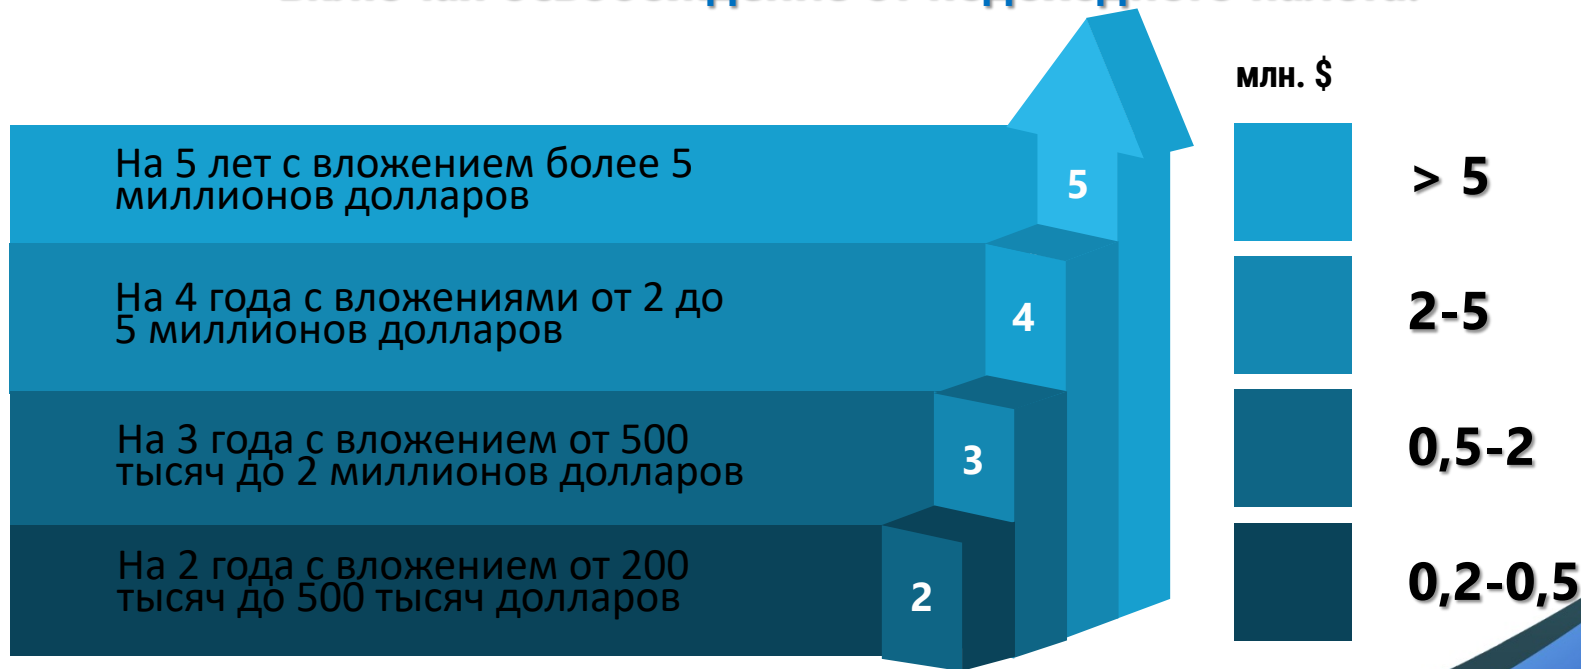 млн. $
На 5 лет с вложением более 5
миллионов долларов
5
> 5
На 4 года с вложениями от 2 до
5 миллионов долларов
4
2-5
На 3 года с вложением от 500
тысяч до 2 миллионов долларов
3
0,5-2
На 2 года с вложением от 200
тысяч до 500 тысяч долларов
2
0,2-0,5